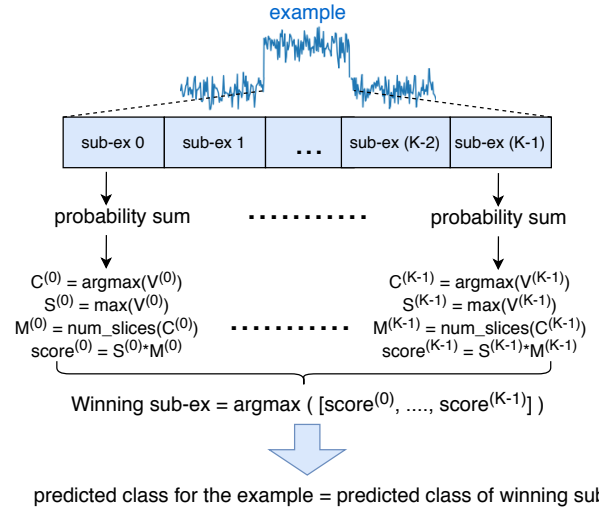 example
sub-ex 0 sub-ex 1 ... sub-ex (K-2) sub-ex (K-1)
probability sum ............ probability sum
C^(0) = argmax(V^(0)) C^(K-1) = argmax(V^(K-1))
S^(0) = max(V^(0)) S^(K-1) = max(V^(K-1))
M^(0) = num_slices(C^(0)) ............ M^(K-1) = num_slices(C^(K-1))
score^(0) = S^(0)*M^(0) score^(K-1) = S^(K-1)*M^(K-1)
Winning sub-ex = argmax ( [score^(0), ...., score^(K-1)] )
predicted class for the example = predicted class of winning sub